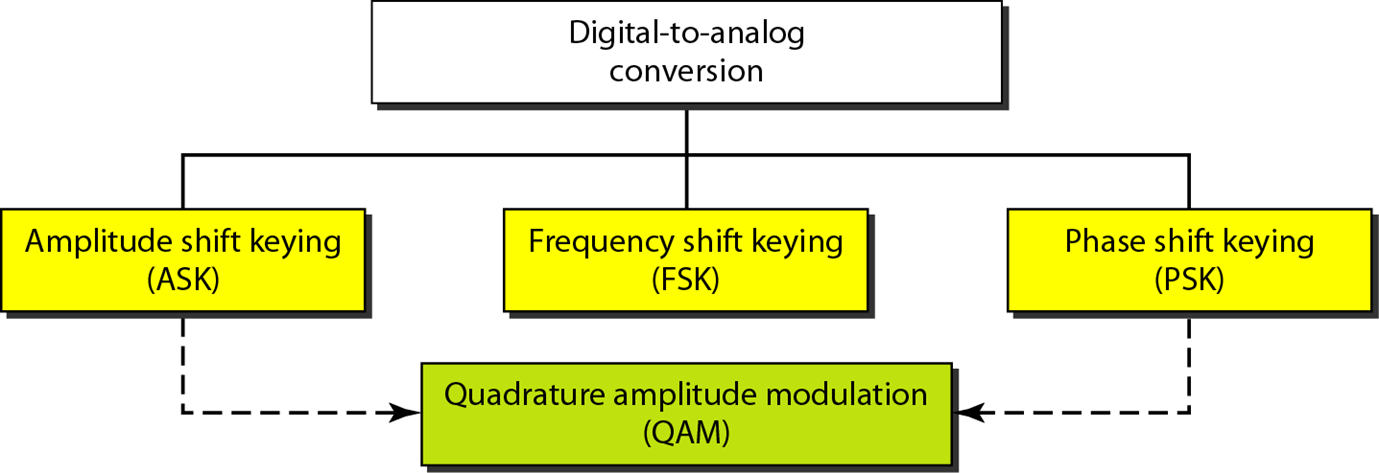 Digital-to-analog
conversion
Amplitude shift keying
(ASK)
Frequency shift keying
(FSK)
Phase shift keying
(PSK)
Quadrature amplitude modulation
(QAM)